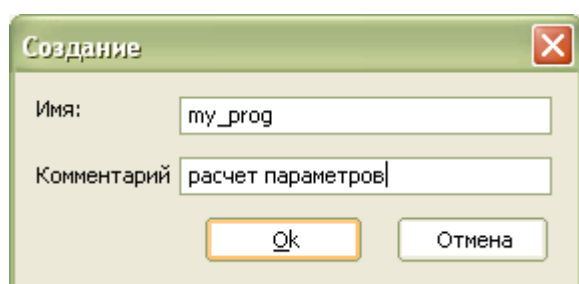 Создание
Имя: my_prog
Комментарий расчет параметров
Ok Отмена